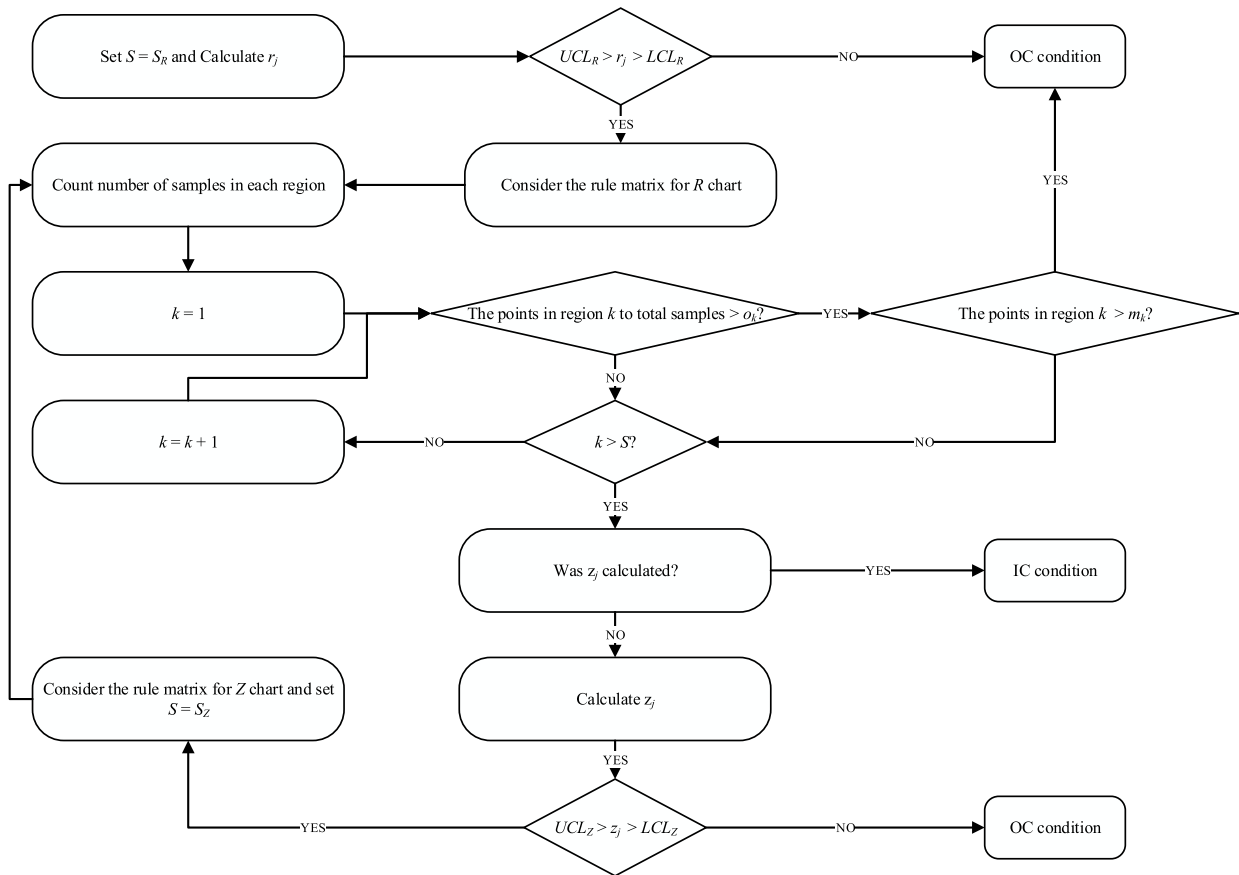 Set S = S_R and Calculate r_j
UCL_R > r_j > LCL_R
NO
OC condition
YES
YES
Count number of samples in each region
Consider the rule matrix for R chart
k = 1
The points in region k to total samples > o_k?
YES
The points in region k > m_k?
NO
k = k + 1
NO
k > S?
NO
YES
Was z_j calculated?
YES
IC condition
NO
Consider the rule matrix for Z chart and set
S = S_Z
Calculate z_j
YES
YES
UCL_Z > z_j > LCL_Z
NO
OC condition